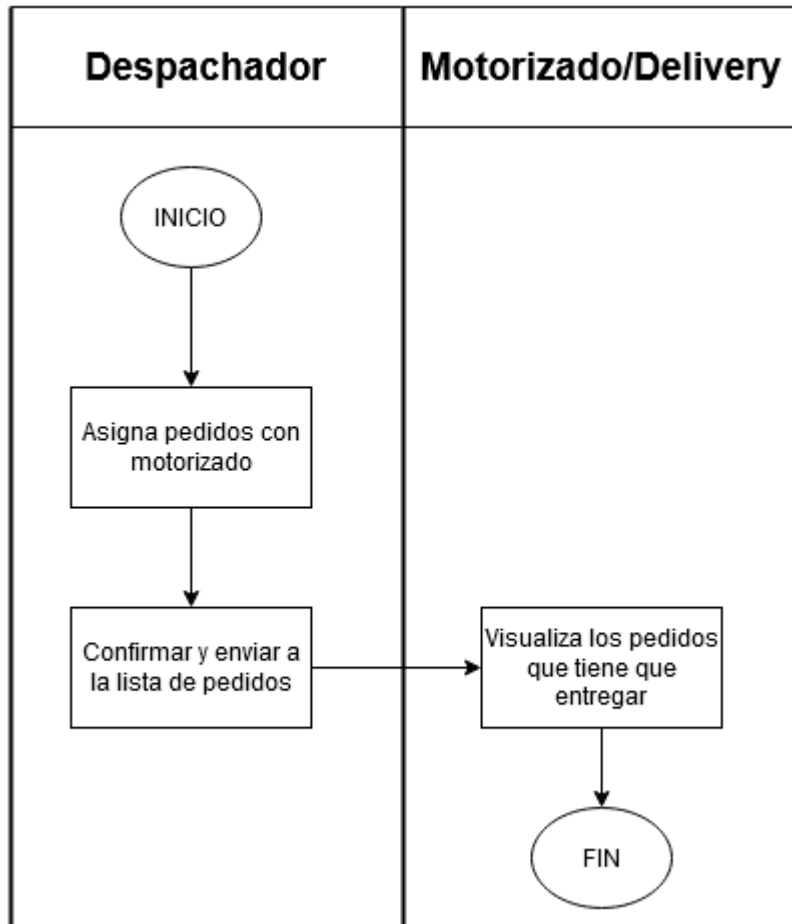 Despachador
Motorizado/Delivery
INICIO
Asigna pedidos con
motorizado
Confirmar y enviar a
la lista de pedidos
Visualiza los pedidos
que tiene que
entregar
FIN